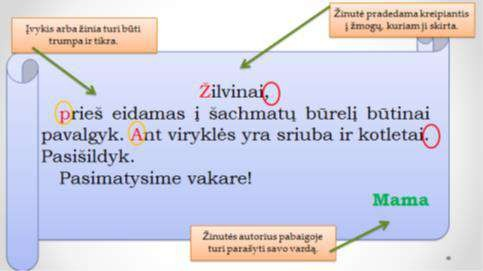 Įvykis arba žinia turi būti
trumpa ir tikra.
Žinutė pradedama kreipiantis
į žmogų, kuriam ji skirta.
Žilvinai,
prieš eidamas į šachmatų būrelį būtinai
pavalgyk. Ant viryklės yra sriuba ir kotletai.
Pasišildyk.
Pasimatysime vakare!
Mama
Žinutės autorius pabaigoje
turi parašyti savo vardą.